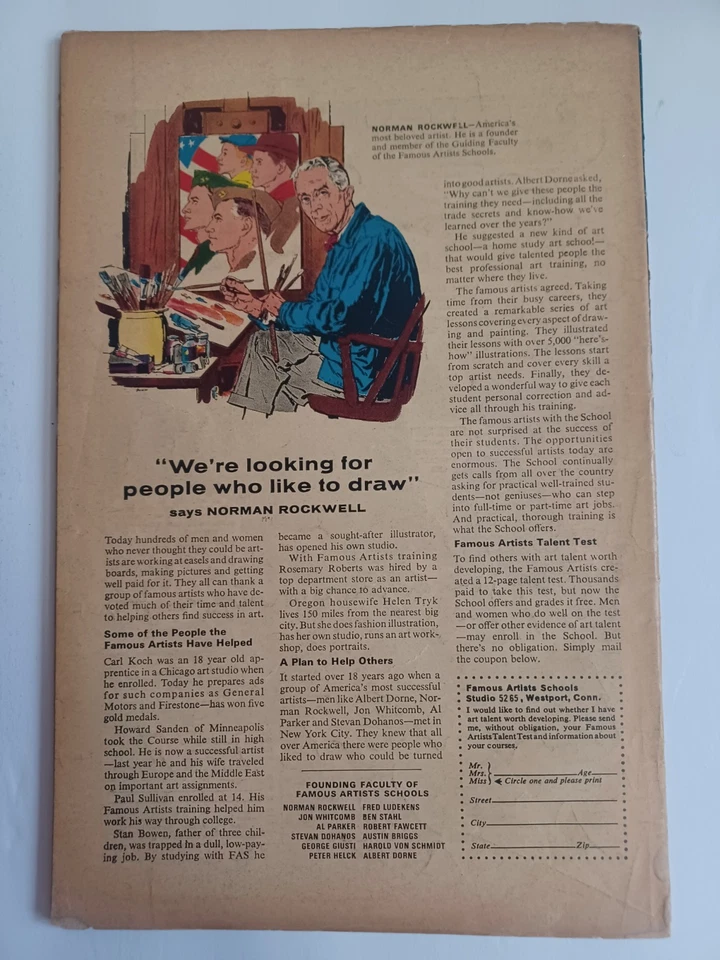 NORMAN ROCKWELL—America's
most beloved artist. He is a founder
and member of the Guiding Faculty
of the Famous Artists Schools.
"We're looking for
people who like to draw"
says NORMAN ROCKWELL
Today hundreds of men and women
who never thought they could be art-
ists are working at easels and drawing
boards, making pictures and getting
well paid for it. They all can thank a
group of famous artists who have de-
voted much of their time and talent
to helping others find success in art.
Some of the People the
Famous Artists Have Helped
Carl Koch was an 18 year old ap-
prentice in a Chicago art studio when
he enrolled. Today he prepares ads
for such companies as General
Motors and Firestone—has won five
gold medals.
Howard Sanden of Minneapolis
took the Course while still in high
school. He is now a successful artist
—last year he and his wife traveled
through Europe and the Middle East
on important art assignments.
Paul Sullivan enrolled at 14. His
Famous Artists training helped him
work his way through college.
Stan Bowen, father of three chil-
dren, was trapped in a dull, low-pay-
ing job. By studying with FAS he
became a sought-after illustrator,
has opened his own studio.
With Famous Artists training
Rosemary Roberts was hired by a
top department store as an artist—
with a big chance to advance.
Oregon housewife Helen Tryk
lives 150 miles from the nearest big
city. But she does fashion illustration,
has her own studio, runs an art work-
shop, does portraits.
A Plan to Help Others
It started over 18 years ago when a
group of America's most successful
artists—men like Albert Dorne, Nor-
man Rockwell, Jon Whitcomb, Al
Parker and Stevan Dohanos—met in
New York City. They knew that all
over America there were people who
liked to draw who could be turned
into good artists. Albert Dorne asked,
"Why can't we give these people the
training they need—including all the
trade secrets and know-how we've
learned over the years?"
He suggested a new kind of art
school—a home study art school—
that would give talented people the
best professional art training, no
matter where they live.
The famous artists agreed. Taking
time from their busy careers, they
created a remarkable series of art
lessons covering every aspect of draw-
ing and painting. They illustrated
their lessons with over 5,000 "here's-
how" illustrations. The lessons start
from scratch and cover every skill a
top artist needs. Finally, they de-
veloped a wonderful way to give each
student personal correction and ad-
vice all through his training.
The famous artists with the School
are not surprised at the success of
their students. The opportunities
open to successful artists today are
enormous. The School continually
gets calls from all over the country
asking for practical well-trained stu-
dents—not geniuses—who can step
into full-time or part-time art jobs.
And practical, thorough training is
what the School offers.
Famous Artists Talent Test
To find others with art talent worth
developing, the Famous Artists cre-
ated a 12-page talent test. Thousands
paid to take this test, but now the
School offers and grades it free. Men
and women who do well on the test
—or offer other evidence of art talent
—may enroll in the School. But
there's no obligation. Simply mail
the coupon below.
FOUNDING FACULTY OF
FAMOUS ARTISTS SCHOOLS
NORMAN ROCKWELL FRED LUDEKENS
JON WHITCOMB BEN STAHL
AL PARKER ROBERT FAWCETT
STEVAN DOHANOS AUSTIN BRIGGS
GEORGE GIUSTI HAROLD VON SCHMIDT
PETER HELCK ALBERT DORNE
Famous Artists Schools
Studio 5265, Westport, Conn.
I would like to find out whether I have
art talent worth developing. Please send
me, without obligation, your Famous
Artists Talent Test and information about
your courses.
Mr.
Mrs. Age
Miss Circle one and please print
Street
City
State Zip